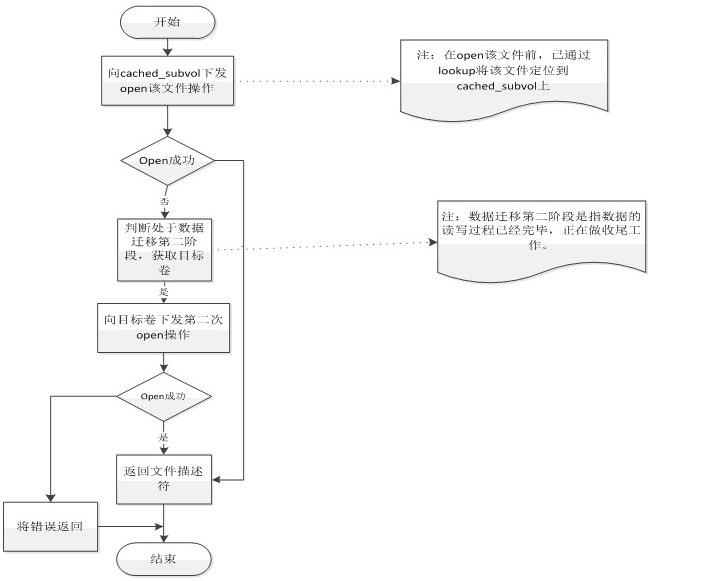 开始
向cached_subvol下发
open该文件操作
注：在open该文件前，已通过
lookup将该文件定位到
cached_subvol上
Open成功
否
判断处于数据
迁移第二阶
段，获取目标
卷
注：数据迁移第二阶段是指数据的
读写过程已经完毕，正在做收尾工
作。
是
向目标卷下发第二次
open操作
Open成功
是
返回文件描述
符
将错误返回
结束